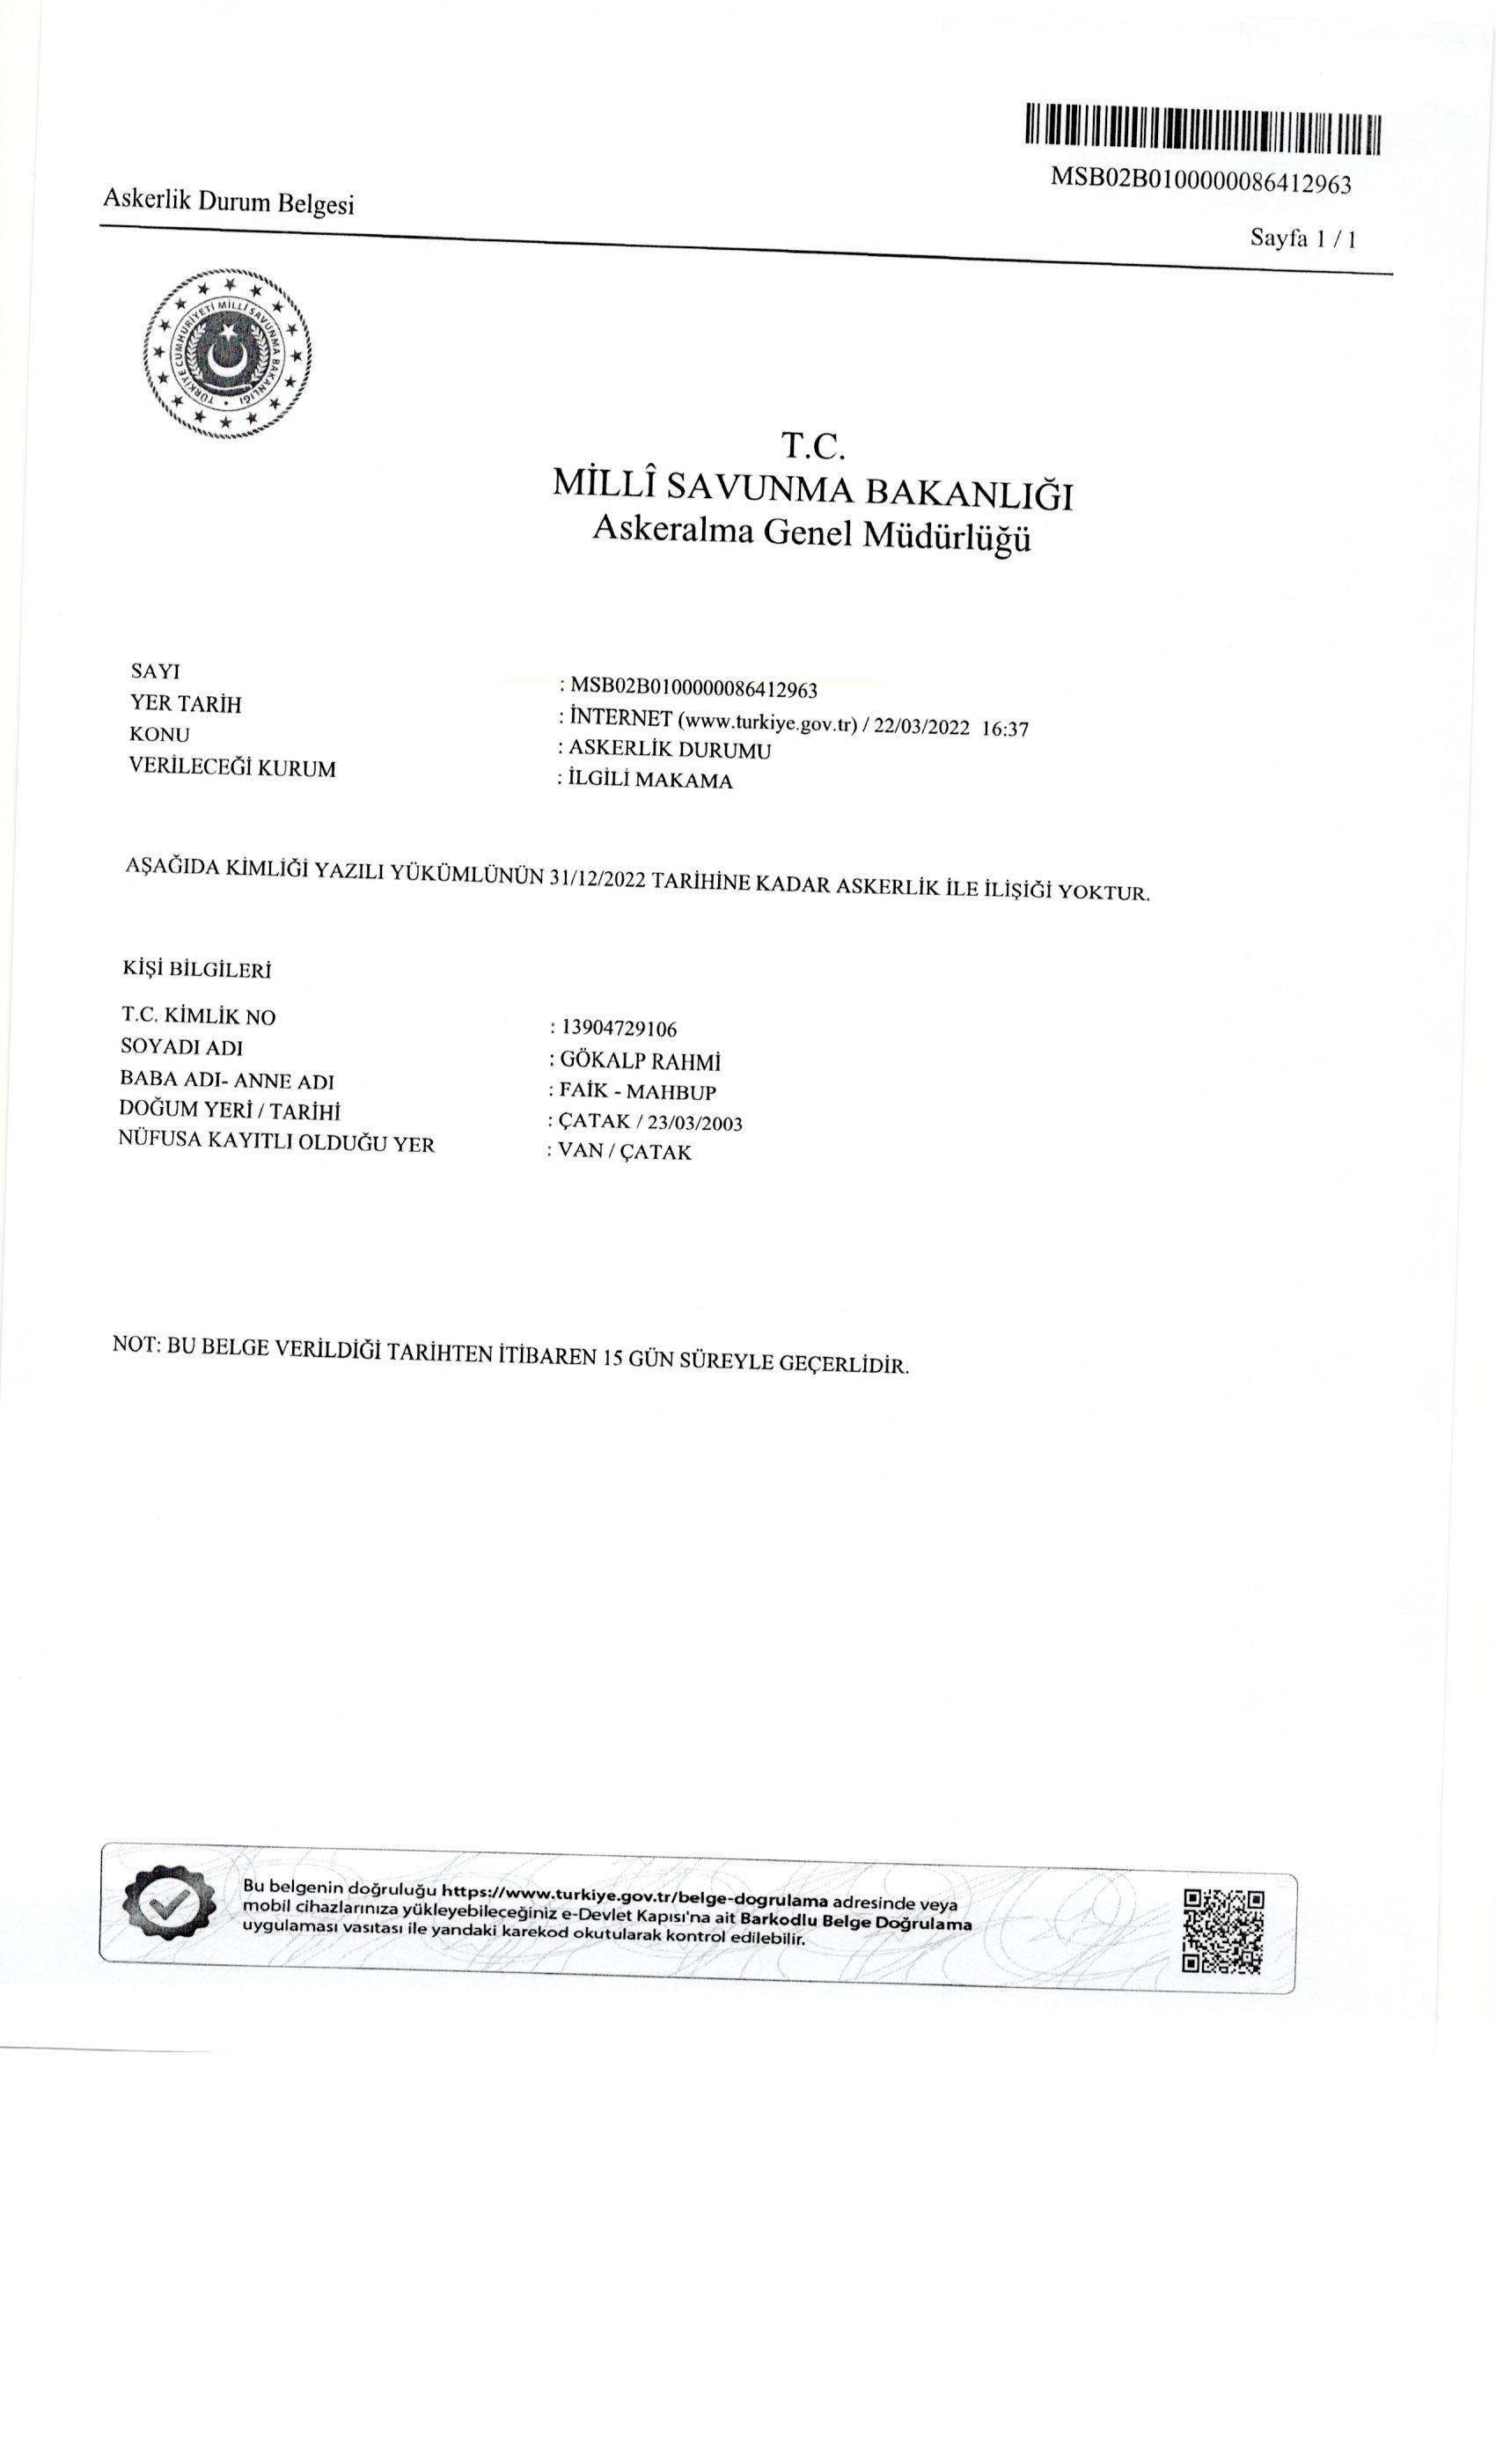 MSB02B0100000086412963
Askerlik Durum Belgesi
Sayfa 1 / 1
TÜRKİYE CUMHURİYETİ MİLLİ SAVUNMA BAKANLIĞI
T.C.
MİLLÎ SAVUNMA BAKANLIĞI
Askeralma Genel Müdürlüğü
SAYI : MSB02B0100000086412963
YER TARİH : İNTERNET (www.turkiye.gov.tr) / 22/03/2022 16:37
KONU : ASKERLİK DURUMU
VERİLECEĞİ KURUM : İLGİLİ MAKAMA
AŞAĞIDA KİMLİĞİ YAZILI YÜKÜMLÜNÜN 31/12/2022 TARİHİNE KADAR ASKERLİK İLE İLİŞİĞİ YOKTUR.
KİŞİ BİLGİLERİ
T.C. KİMLİK NO : 13904729106
SOYADI ADI : GÖKALP RAHMİ
BABA ADI- ANNE ADI : FAİK - MAHBUP
DOĞUM YERİ / TARİHİ : ÇATAK / 23/03/2003
NÜFUSA KAYITLI OLDUĞU YER : VAN / ÇATAK
NOT: BU BELGE VERİLDİĞİ TARİHTEN İTİBAREN 15 GÜN SÜREYLE GEÇERLİDİR.
Bu belgenin doğruluğu https://www.turkiye.gov.tr/belge-dogrulama adresinde veya
mobil cihazlarınıza yükleyebileceğiniz e-Devlet Kapısı'na ait Barkodlu Belge Doğrulama
uygulaması vasıtası ile yandaki karekod okutularak kontrol edilebilir.